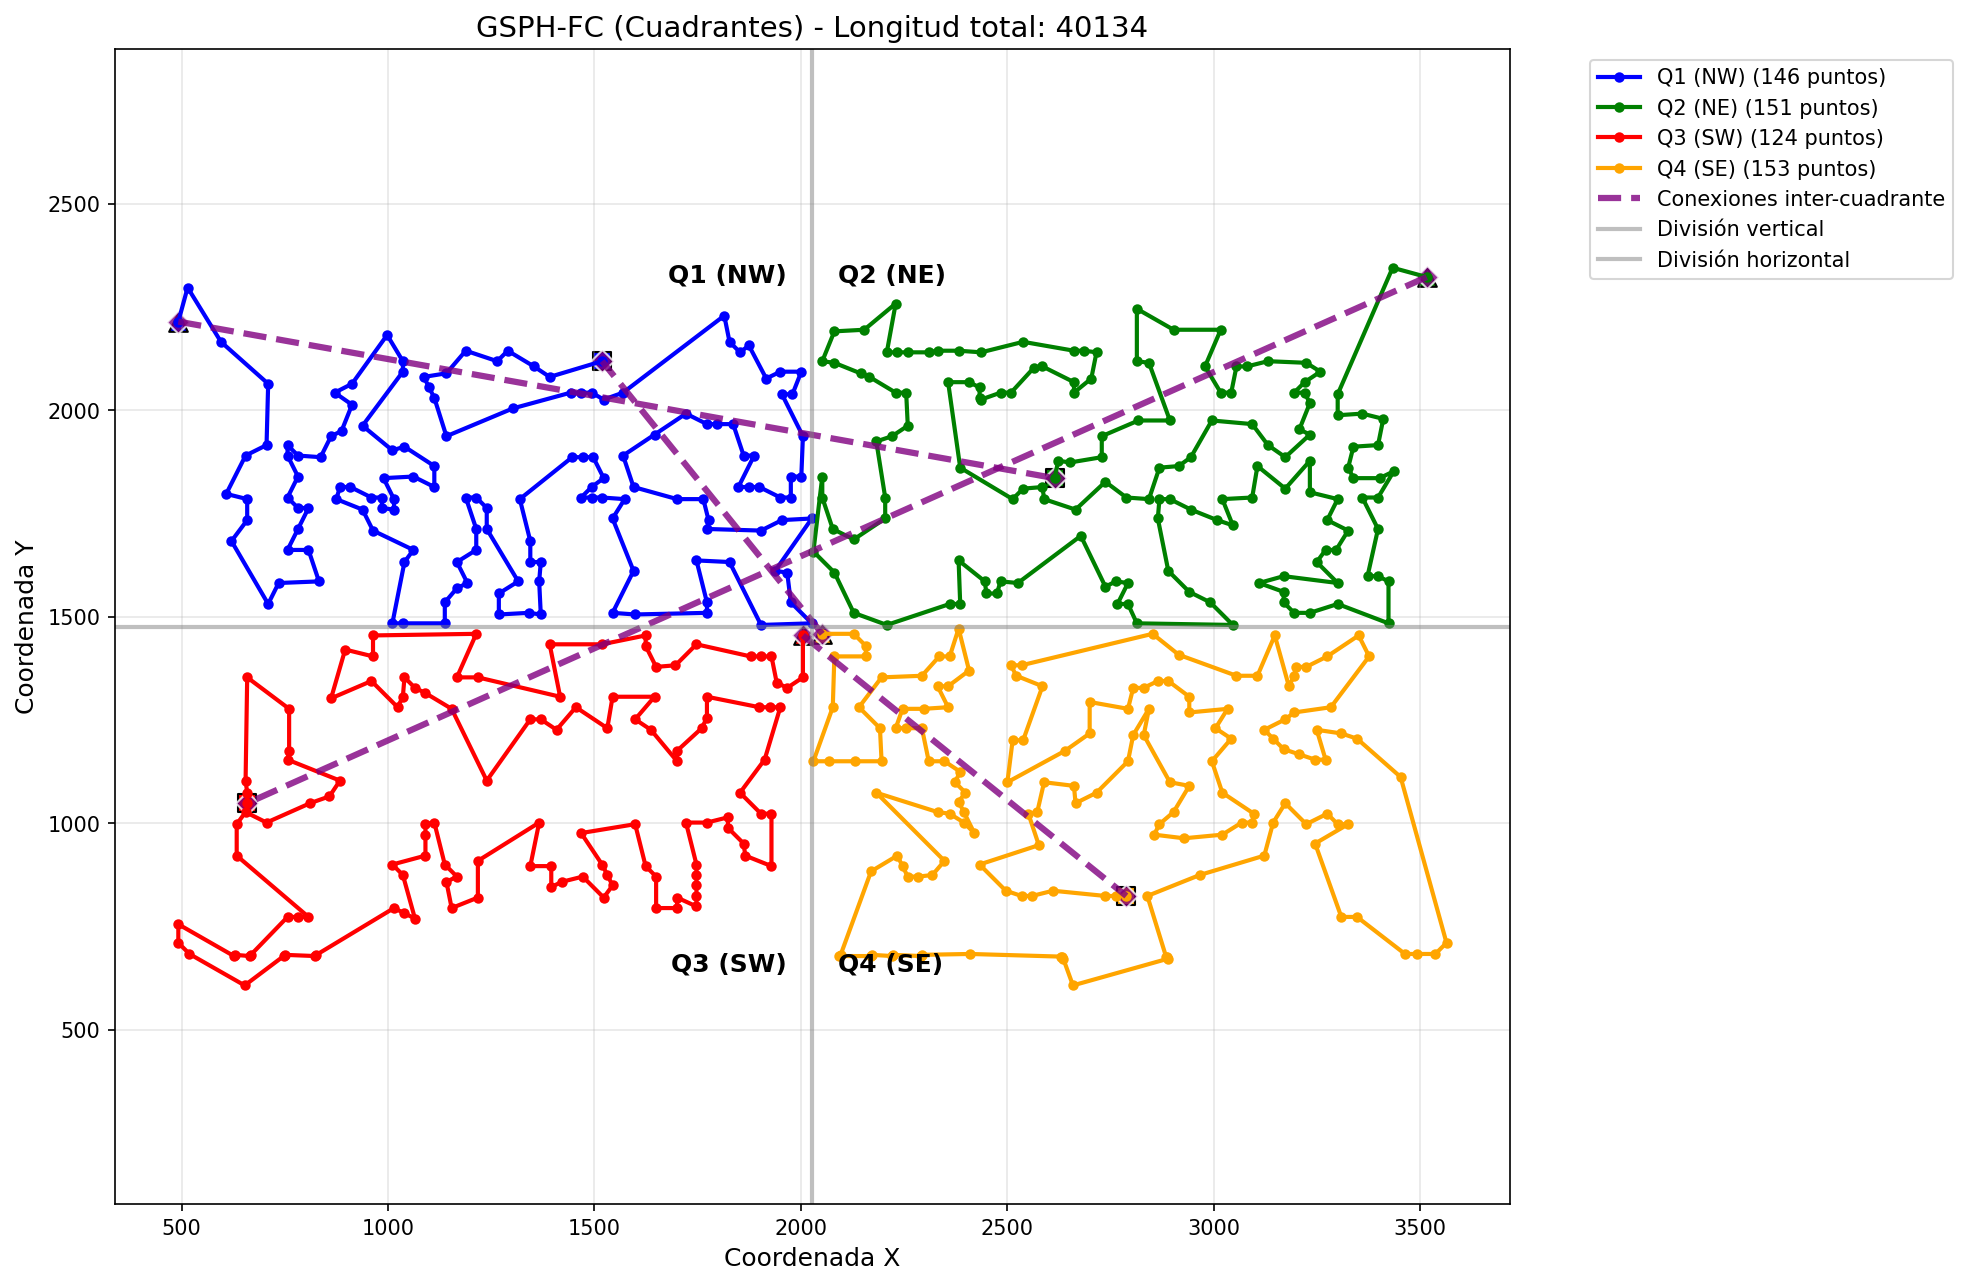 GSPH-FC (Cuadrantes) - Longitud total: 40134
Q1 (NW) (146 puntos)
Q2 (NE) (151 puntos)
Q3 (SW) (124 puntos)
Q4 (SE) (153 puntos)
Conexiones inter-cuadrante
División vertical
División horizontal
Q1 (NW)
Q2 (NE)
Q3 (SW)
Q4 (SE)
Coordenada Y
2500
2000
1500
1000
500
500
1000
1500
2000
2500
3000
3500
Coordenada X